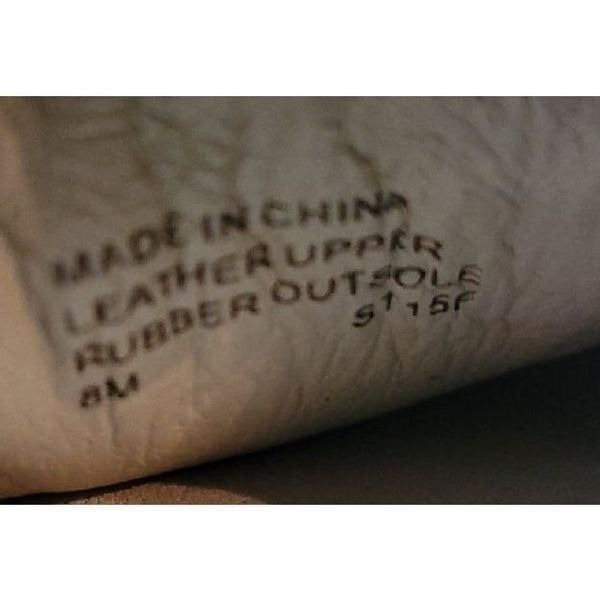 MADE IN CHINA
LEATHER UPPER
RUBBER OUTSOLE
8M S115F